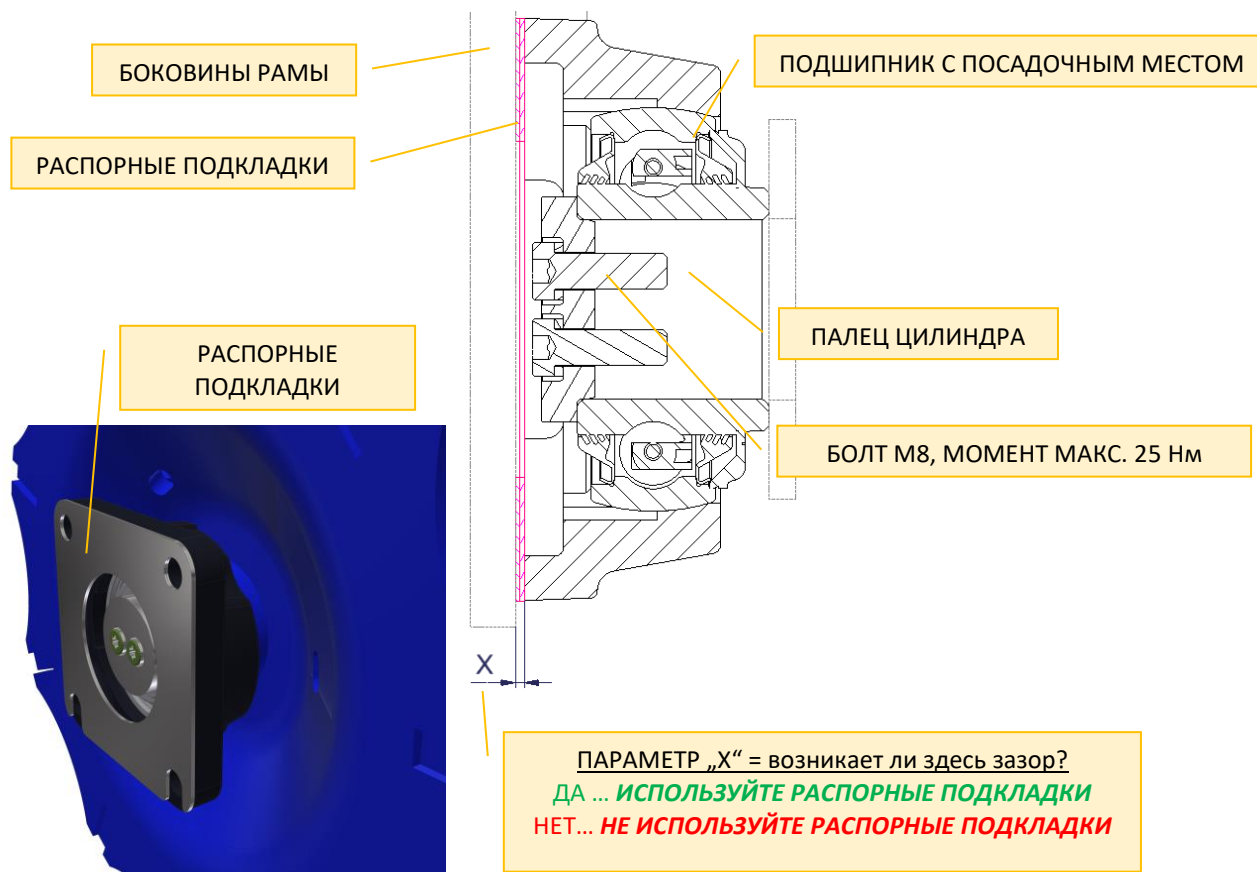 БОКОВИНЫ РАМЫ
ПОДШИПНИК С ПОСАДОЧНЫМ МЕСТОМ
РАСПОРНЫЕ ПОДКЛАДКИ
ПАЛЕЦ ЦИЛИНДРА
РАСПОРНЫЕ
ПОДКЛАДКИ
БОЛТ М8, МОМЕНТ МАКС. 25 Нм
X
ПАРАМЕТР „X“ = возникает ли здесь зазор?
ДА ... ИСПОЛЬЗУЙТЕ РАСПОРНЫЕ ПОДКЛАДКИ
НЕТ... НЕ ИСПОЛЬЗУЙТЕ РАСПОРНЫЕ ПОДКЛАДКИ